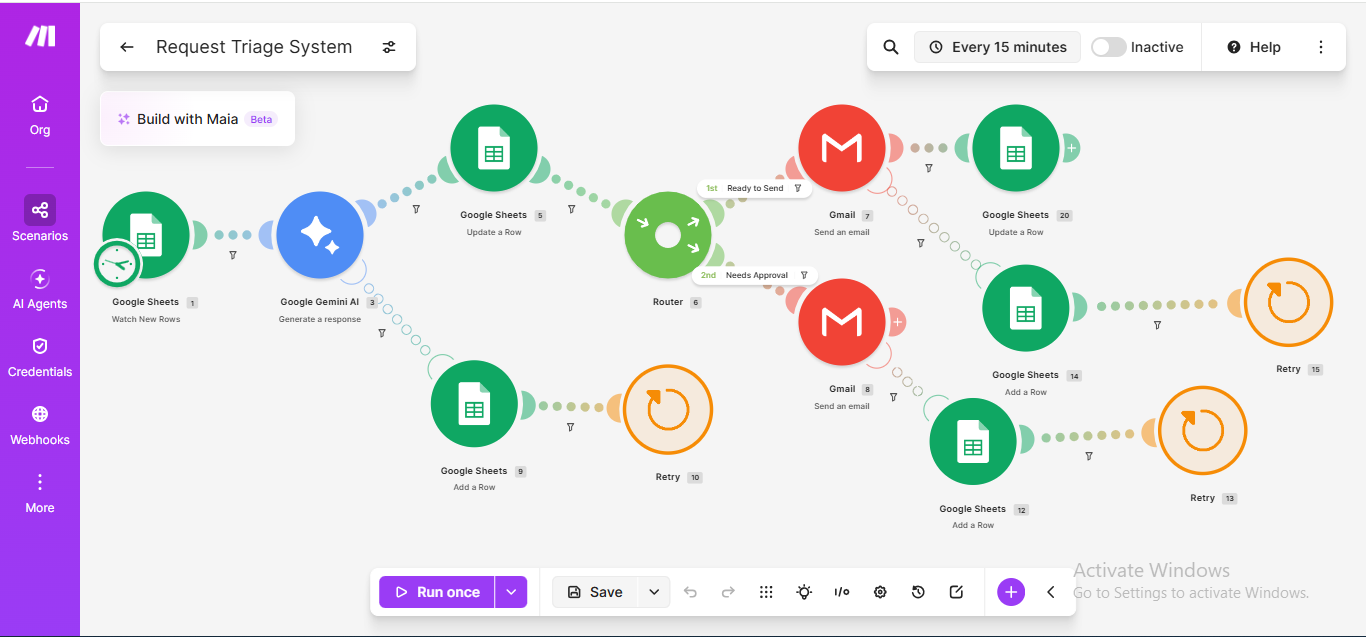 Request Triage System
Every 15 minutes
Inactive
Help
Build with Maia Beta
Org
Scenarios
AI Agents
Credentials
Webhooks
More
Google Sheets 1
Watch New Rows
Google Gemini AI 3
Generate a response
Google Sheets 5
Update a Row
Router 6
1st Ready to Send
2nd Needs Approval
Gmail 7
Send an email
Google Sheets 20
Update a Row
Gmail 8
Send an email
Google Sheets 14
Add a Row
Retry 15
Google Sheets 9
Add a Row
Retry 10
Google Sheets 12
Add a Row
Retry 13
Run once
Save
Activate Windows
Go to Settings to activate Windows.